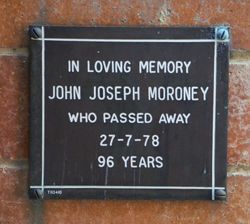 IN LOVING MEMORY
JOHN JOSEPH MORONEY
WHO PASSED AWAY
27-7-78
96 YEARS